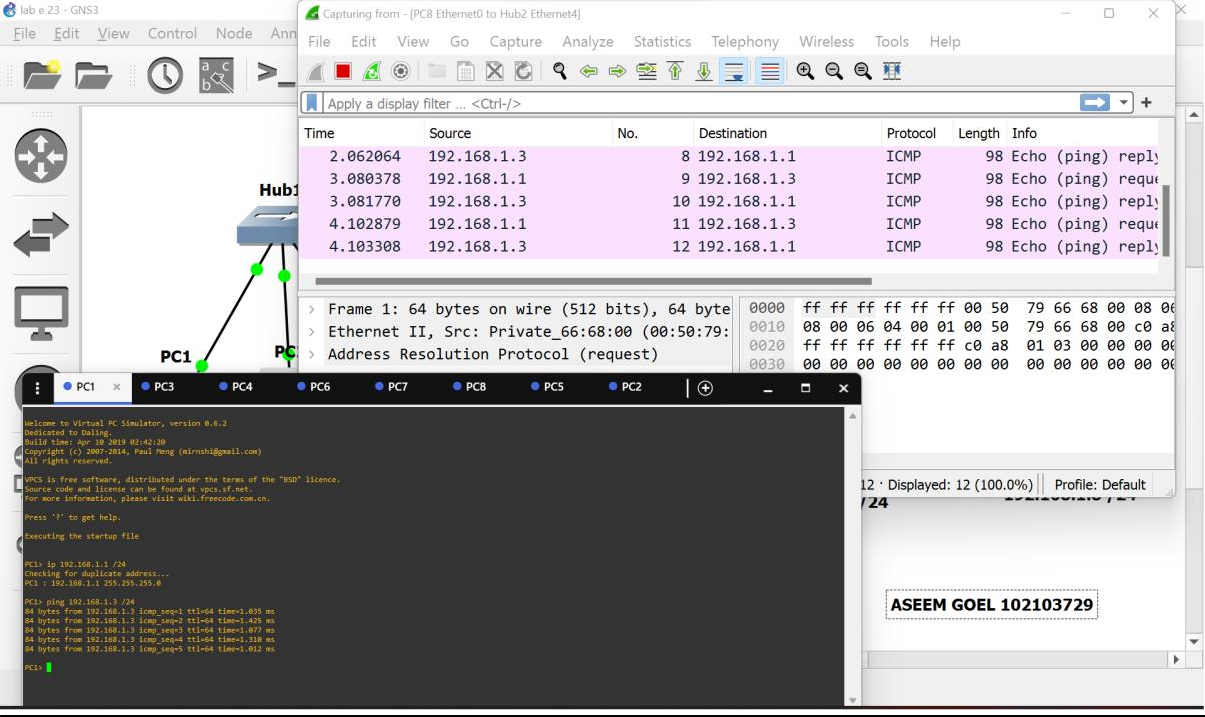 lab e 23 - GNS3
File Edit View Control Node Ann
Hub1
PC1
PC
Capturing from - [PC8 Ethernet0 to Hub2 Ethernet4]
File Edit View Go Capture Analyze Statistics Telephony Wireless Tools Help
Apply a display filter ... <Ctrl-/>
Time Source No. Destination Protocol Length Info
2.062064 192.168.1.3 8 192.168.1.1 ICMP 98 Echo (ping) reply
3.080378 192.168.1.1 9 192.168.1.3 ICMP 98 Echo (ping) reque
3.081770 192.168.1.3 10 192.168.1.1 ICMP 98 Echo (ping) reply
4.102879 192.168.1.1 11 192.168.1.3 ICMP 98 Echo (ping) reque
4.103308 192.168.1.3 12 192.168.1.1 ICMP 98 Echo (ping) reply
Frame 1: 64 bytes on wire (512 bits), 64 byte
Ethernet II, Src: Private_66:68:00 (00:50:79:
Address Resolution Protocol (request)
0000 ff ff ff ff ff ff 00 50 79 66 68 00 08 06
0010 08 00 06 04 00 01 00 50 79 66 68 00 c0 a8
0020 ff ff ff ff ff ff c0 a8 01 03 00 00 00 00
0030 00 00 00 00 00 00 00 00 00 00 00 00 00 00
12 · Displayed: 12 (100.0%) Profile: Default
/24
ASEEM GOEL 102103729
PC1 PC3 PC4 PC6 PC7 PC8 PC5 PC2
Welcome to Virtual PC Simulator, version 0.6.2
Dedicated to Daling.
Build time: Apr 10 2019 02:42:20
Copyright (c) 2007-2014, Paul Meng (mirnshi@gmail.com)
All rights reserved.
VPCS is free software, distributed under the terms of the "BSD" licence.
Source code and license can be found at vpcs.sf.net.
For more information, please visit wiki.freecode.com.cn.
Press '?' to get help.
Executing the startup file
PC1> ip 192.168.1.1 /24
Checking for duplicate address...
PC1 : 192.168.1.1 255.255.255.0
PC1> ping 192.168.1.3 /24
84 bytes from 192.168.1.3 icmp_seq=1 ttl=64 time=1.035 ms
84 bytes from 192.168.1.3 icmp_seq=2 ttl=64 time=1.425 ms
84 bytes from 192.168.1.3 icmp_seq=3 ttl=64 time=1.077 ms
84 bytes from 192.168.1.3 icmp_seq=4 ttl=64 time=1.310 ms
84 bytes from 192.168.1.3 icmp_seq=5 ttl=64 time=1.012 ms
PC1>